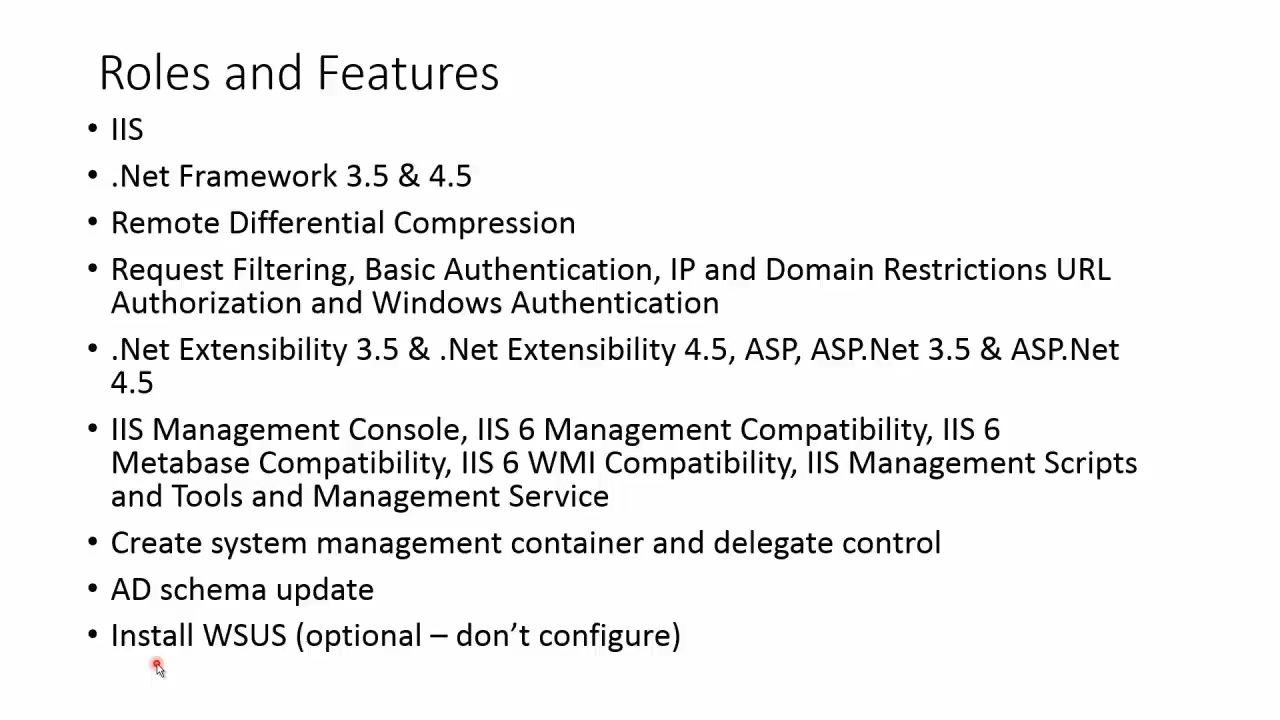 Roles and Features
• IIS
• .Net Framework 3.5 & 4.5
• Remote Differential Compression
• Request Filtering, Basic Authentication, IP and Domain Restrictions URL
Authorization and Windows Authentication
• .Net Extensibility 3.5 & .Net Extensibility 4.5, ASP, ASP.Net 3.5 & ASP.Net
4.5
• IIS Management Console, IIS 6 Management Compatibility, IIS 6
Metabase Compatibility, IIS 6 WMI Compatibility, IIS Management Scripts
and Tools and Management Service
• Create system management container and delegate control
• AD schema update
• Install WSUS (optional – don’t configure)